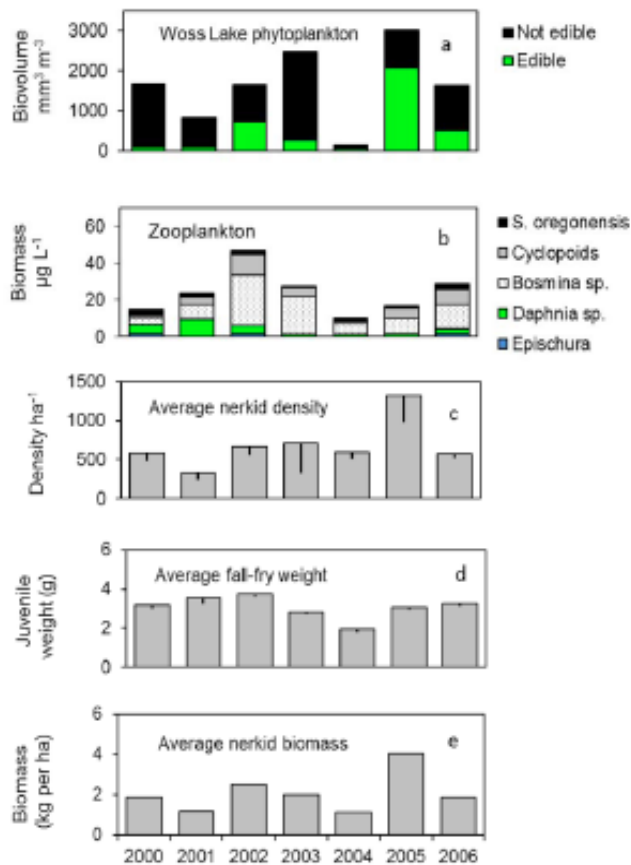 Woss Lake phytoplankton
a
Not edible
Edible
Biovolume
mm³ m⁻³
3000
2000
1000
0
Zooplankton
b
S. oregonensis
Cyclopoids
Bosmina sp.
Daphnia sp.
Epischura
Biomass
µg L⁻¹
60
40
20
0
Average nerkid density
c
Density ha⁻¹
1500
1000
500
0
Average fall-fry weight
d
Juvenile
weight (g)
6
4
2
0
Average nerkid biomass
e
Biomass
(kg per ha)
6
4
2
0
2000 2001 2002 2003 2004 2005 2006